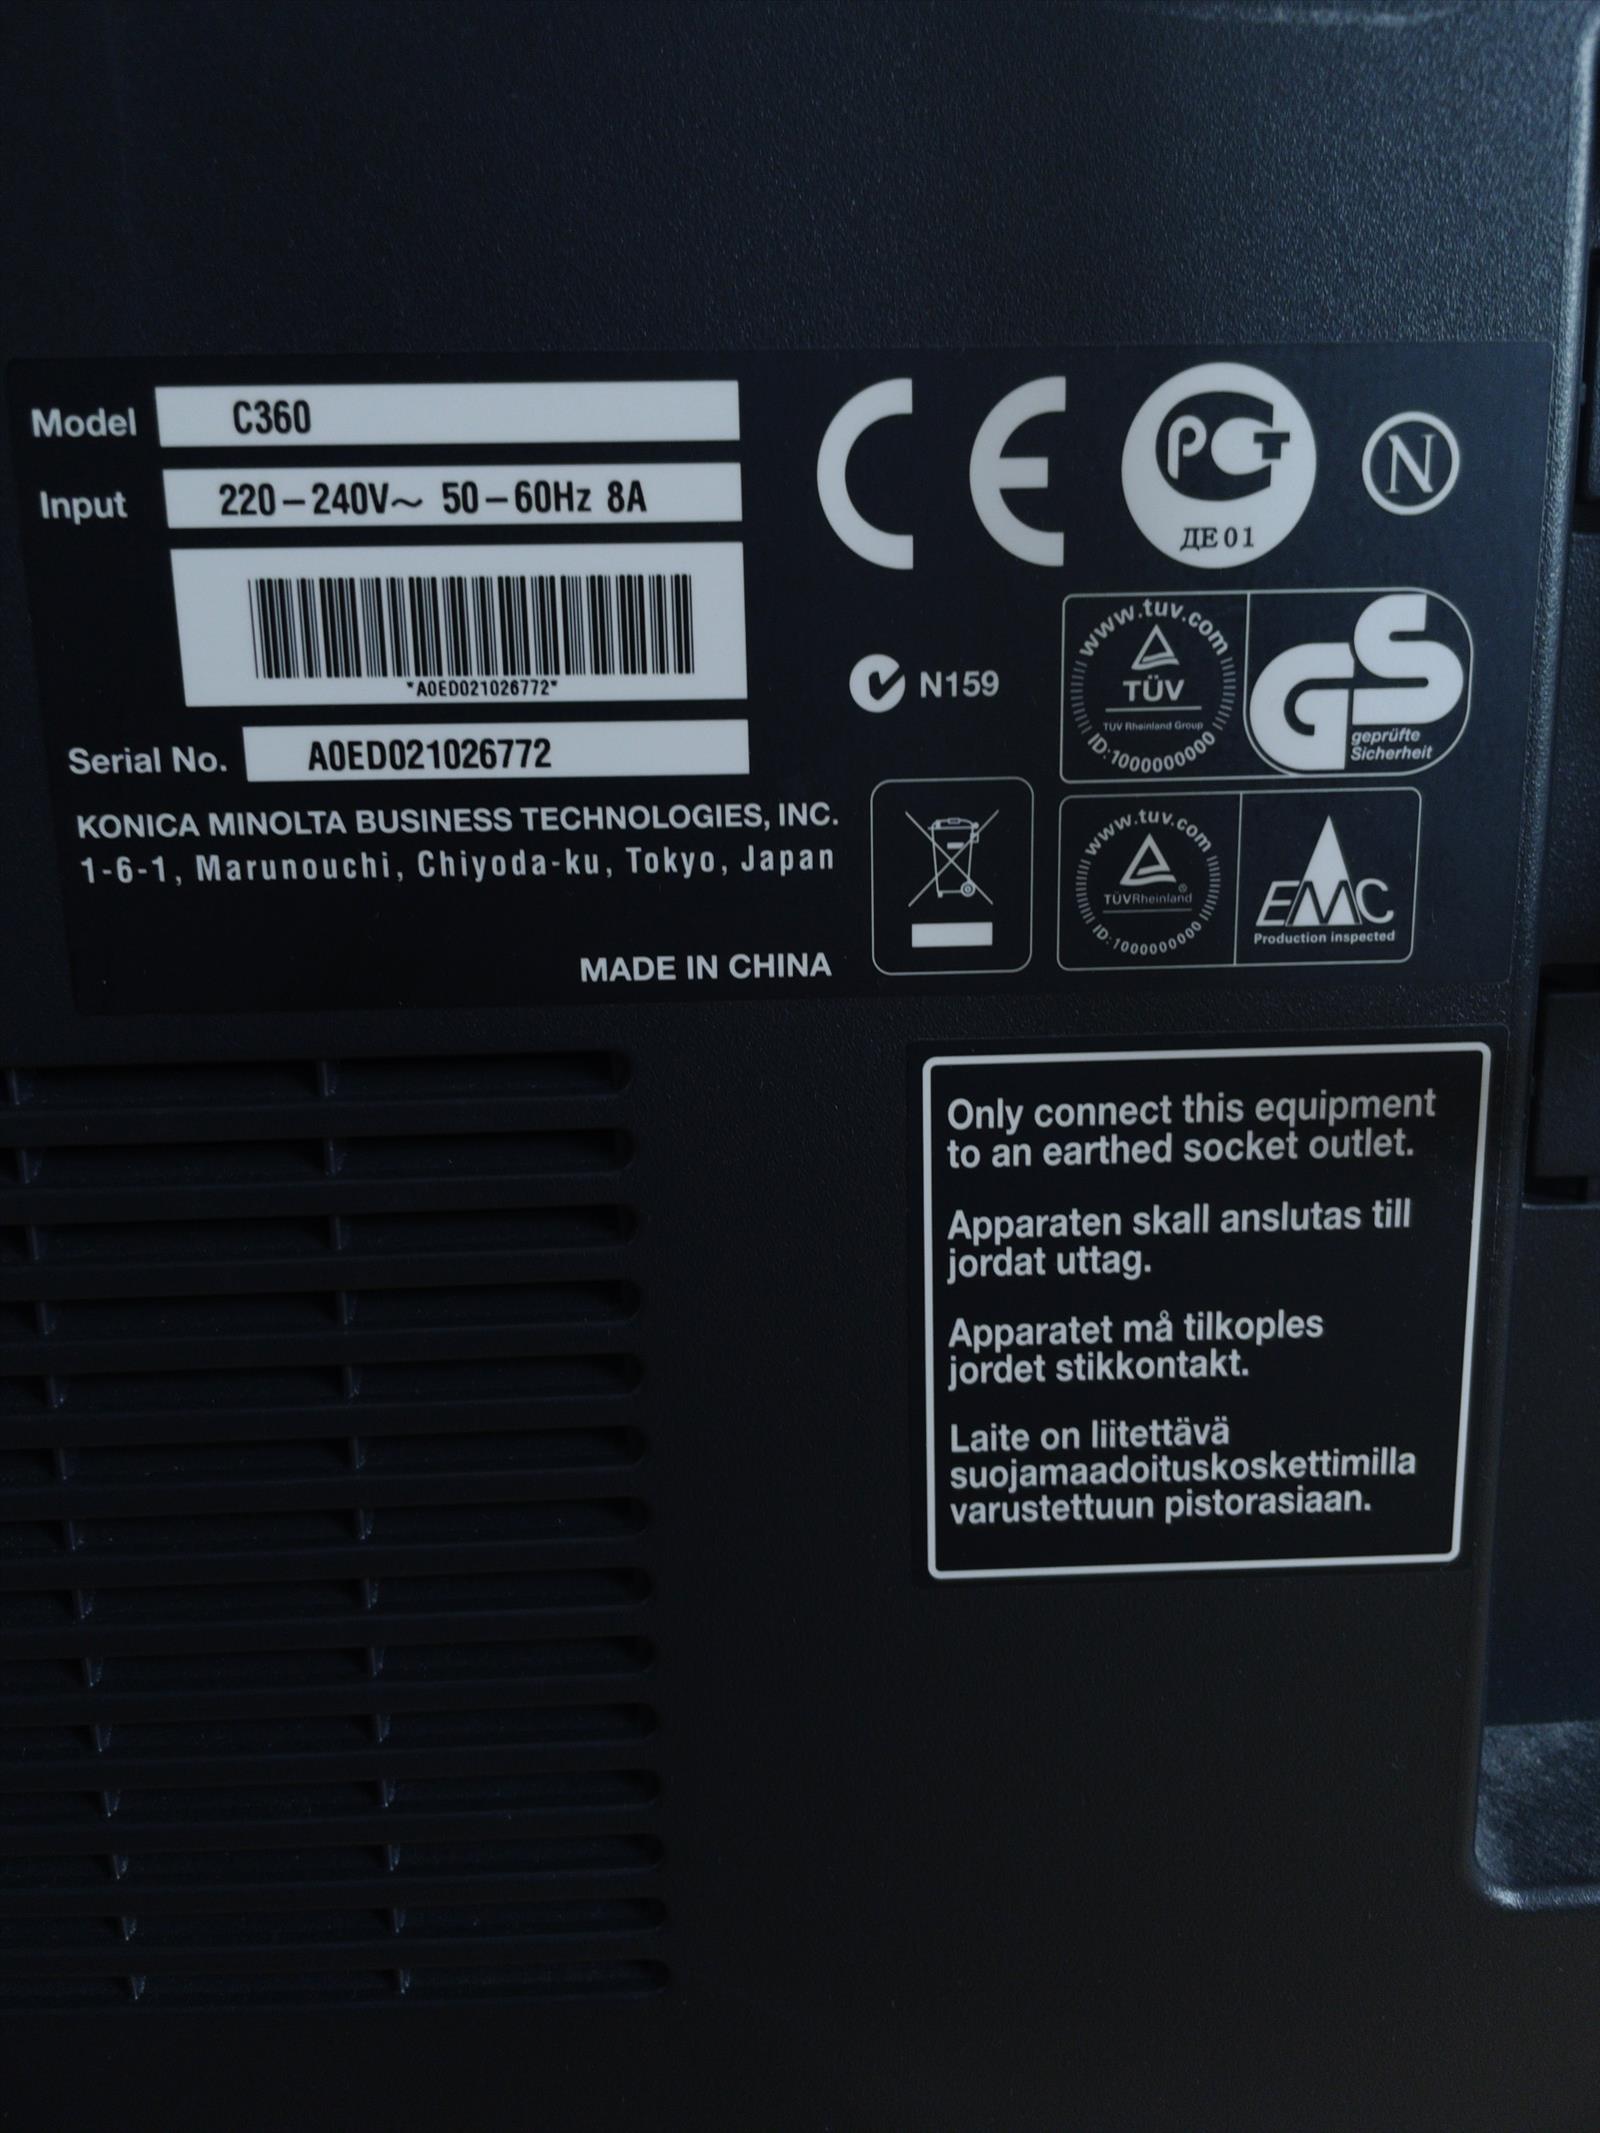 Model C360
Input 220-240V~ 50-60Hz 8A
*A0ED021026772*
Serial No. A0ED021026772
KONICA MINOLTA BUSINESS TECHNOLOGIES, INC.
1-6-1, Marunouchi, Chiyoda-ku, Tokyo, Japan
MADE IN CHINA
CE
PCT
ДЕ 01
N
N159
www.tuv.com
TÜV
TUV Rheinland Group
ID:1000000000
GS
geprüfte
Sicherheit
www.tuv.com
TÜVRheinland®
ID:1000000000
EMC
Production inspected
Only connect this equipment
to an earthed socket outlet.
Apparaten skall anslutas till
jordat uttag.
Apparatet må tilkoples
jordet stikkontakt.
Laite on liitettävä
suojamaadoituskoskettimilla
varustettuun pistorasiaan.